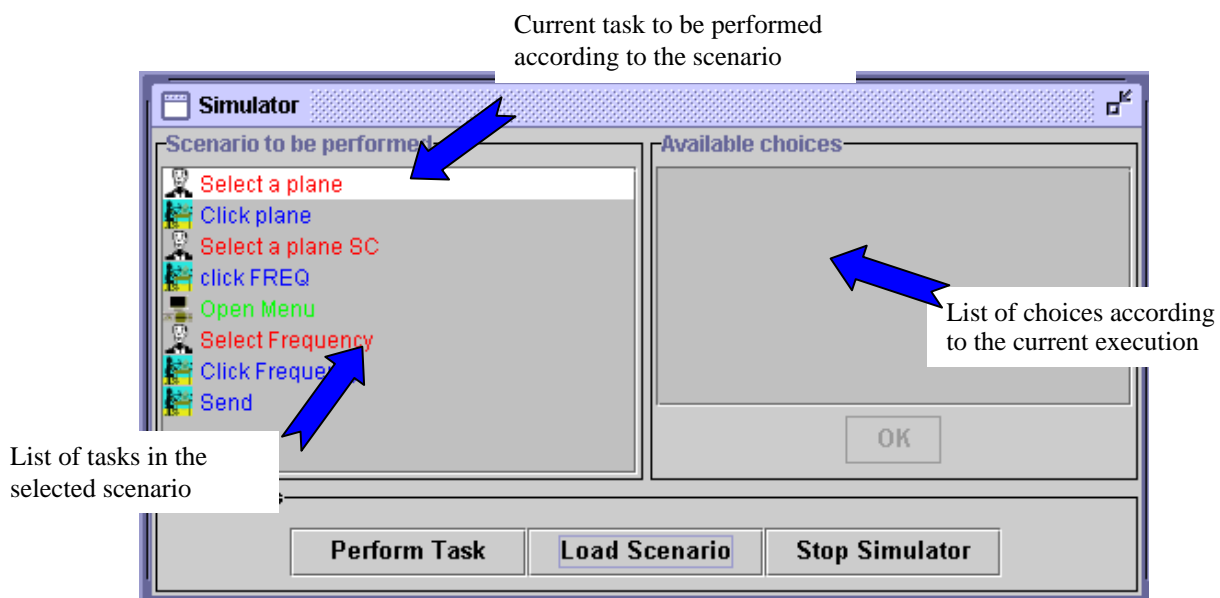 Current task to be performed
according to the scenario
Simulator
Scenario to be performed
Available choices
Select a plane
Click plane
Select a plane SC
click FREQ
Open Menu
Select Frequency
Click Freque
Send
List of choices according
to the current execution
OK
List of tasks in the
selected scenario
Perform Task
Load Scenario
Stop Simulator